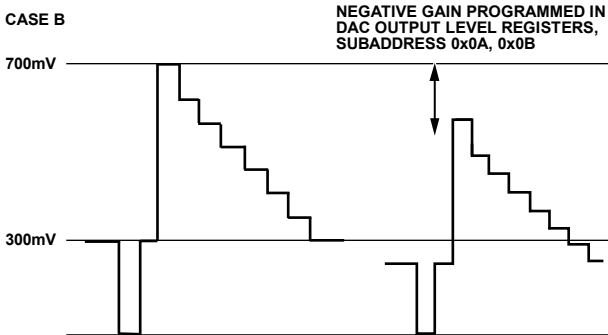 CASE B
NEGATIVE GAIN PROGRAMMED IN
DAC OUTPUT LEVEL REGISTERS,
SUBADDRESS 0x0A, 0x0B
700mV
300mV